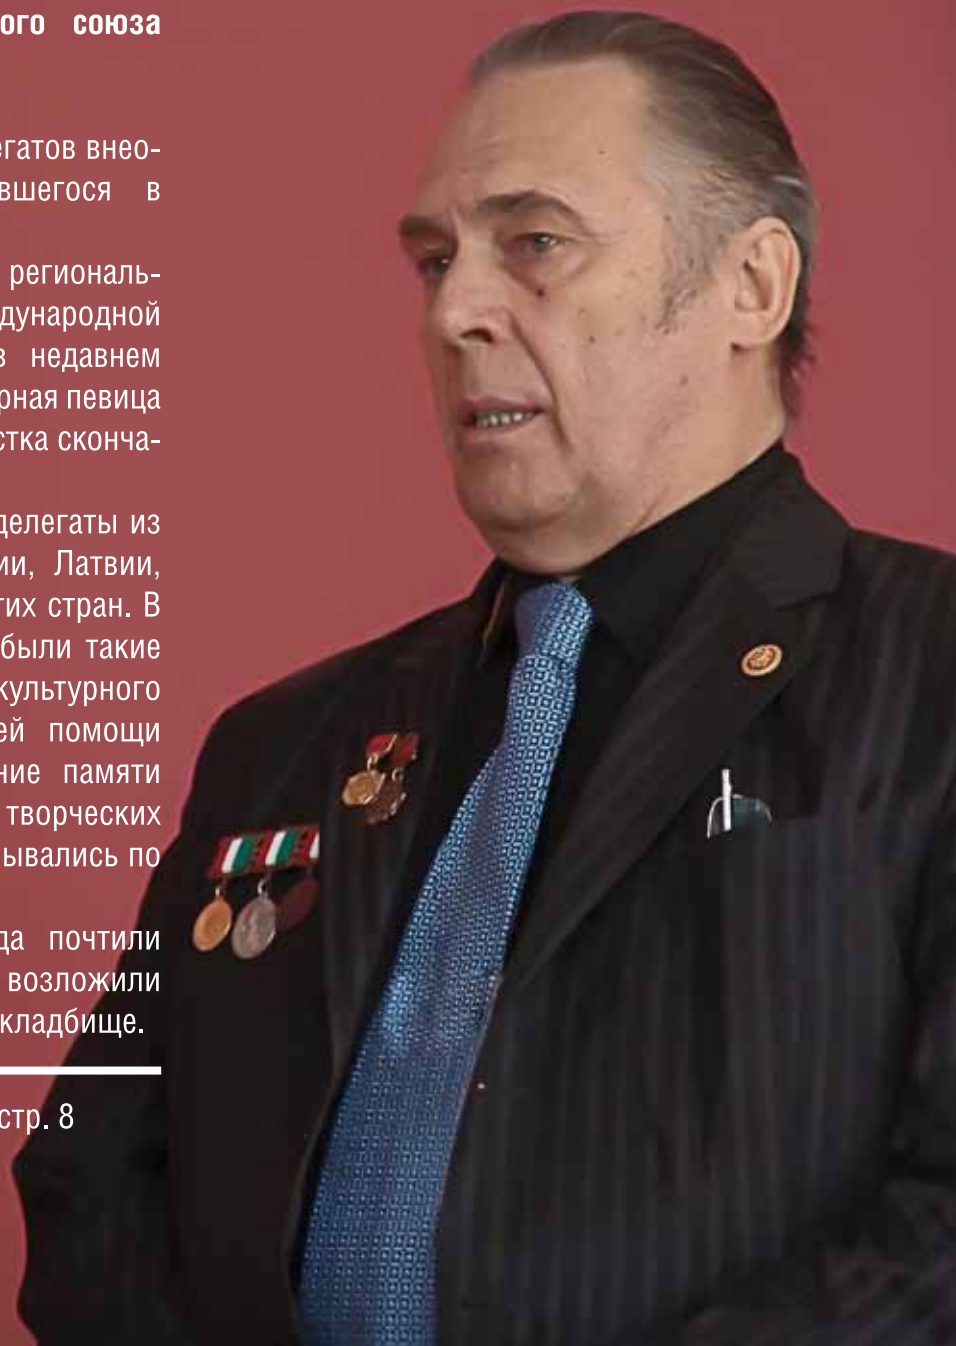 ого союза
егатов внео-
вшегося в
региональ-
дународной
в недавнем
рная певица
стка сконча-
делегаты из
ии, Латвии,
гих стран. В
были такие
культурного
ей помощи
ние памяти
творческих
ывались по
да почтили
возложили
кладбище.
стр. 8